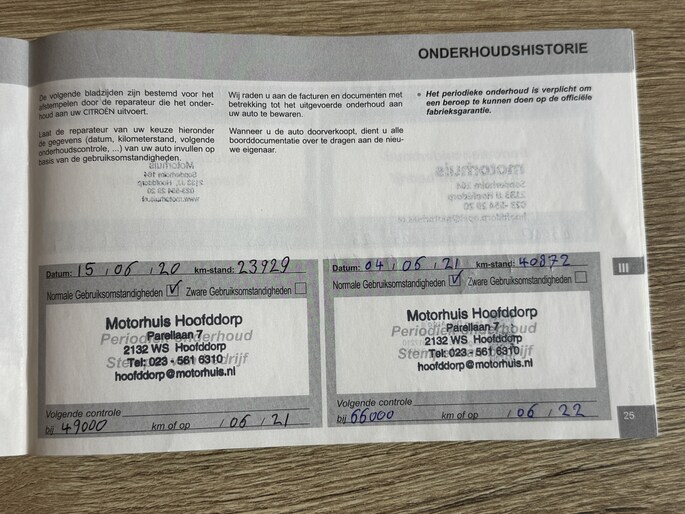 ONDERHOUDSHISTORIE
De volgende bladzijden zijn bestemd voor het
afstempelen door de reparateur die het onder-
houd aan uw CITROËN uitvoert.
Laat de reparateur van uw keuze hieronder
de gegevens (datum, kilometerstand, volgende
onderhoudscontrole, ...) van uw auto invullen op
basis van de gebruiksomstandigheden.
Wij raden u aan de facturen en documenten met
betrekking tot het uitgevoerde onderhoud aan
uw auto te bewaren.
Wanneer u de auto doorverkoopt, dient u alle
boorddocumentatie over te dragen aan de nieu-
we eigenaar.
• Het periodieke onderhoud is verplicht om
een beroep te kunnen doen op de officiële
fabrieksgarantie.
Datum: 15 / 06 / 20 km-stand: 23929
Normale Gebruiksomstandigheden ☑ Zware Gebruiksomstandigheden ☐
Motorhuis Hoofddorp
Parellaan 7
2132 WS Hoofddorp
Tel: 023 - 561 6310
hoofddorp@motorhuis.nl
Volgende controle
bij 49000 km of op / 06 / 21
Datum: 04 / 06 / 21 km-stand: 40872
Normale Gebruiksomstandigheden ☑ Zware Gebruiksomstandigheden ☐
Motorhuis Hoofddorp
Parellaan 7
2132 WS Hoofddorp
Tel: 023 - 561 6310
hoofddorp@motorhuis.nl
Volgende controle
bij 66000 km of op / 06 / 22
III
25